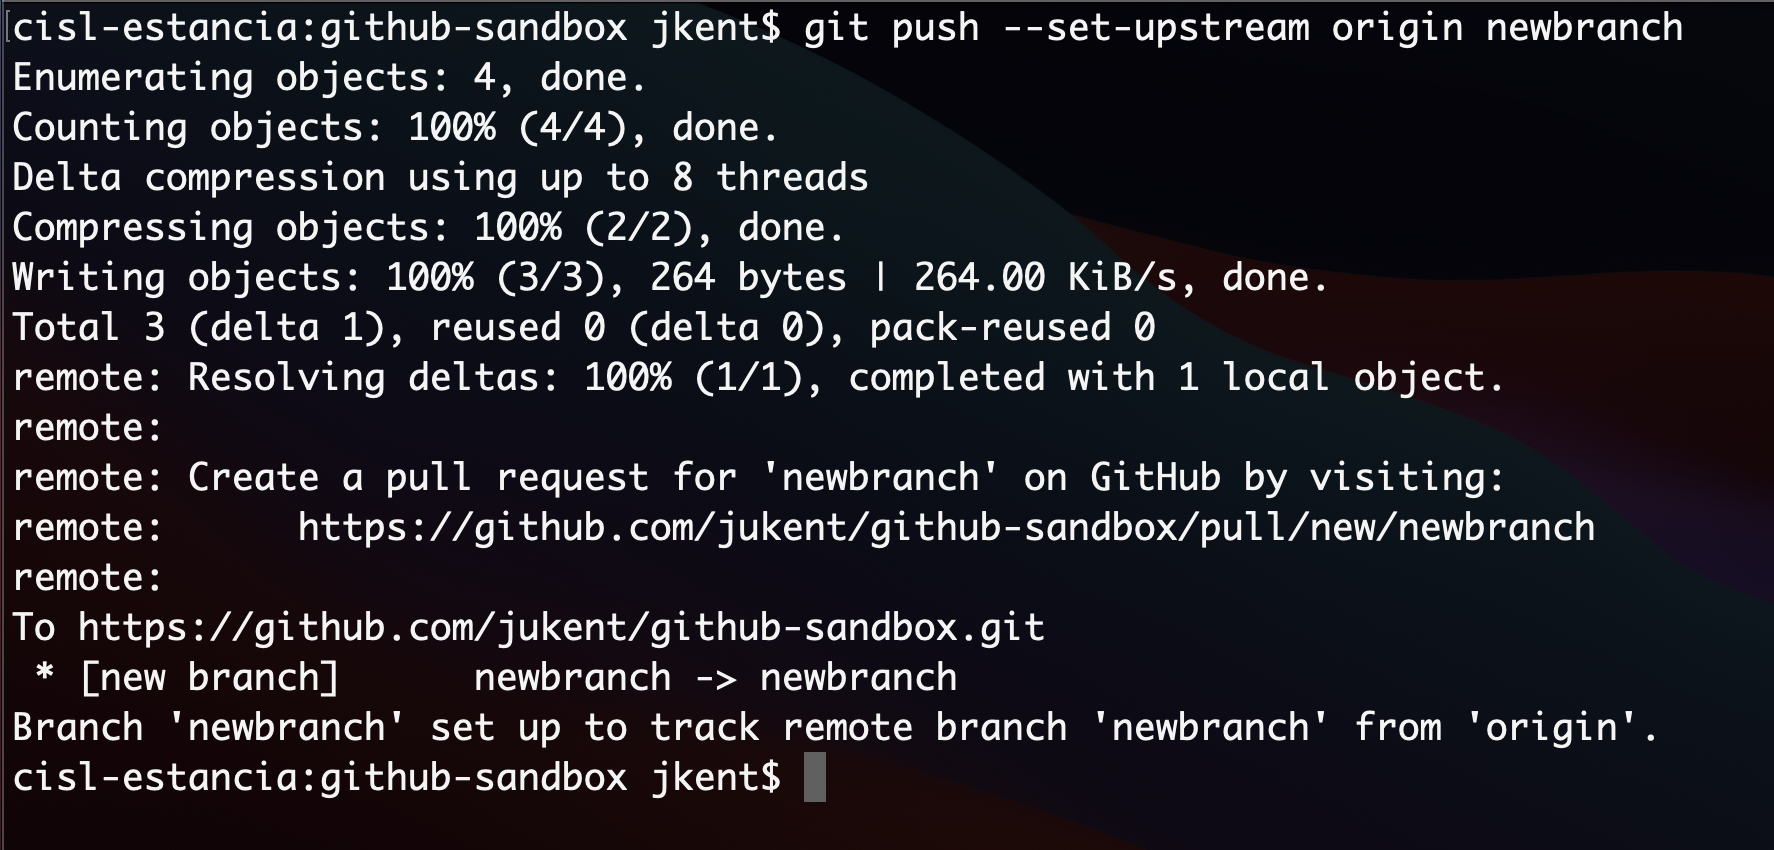 cisl-estancia:github-sandbox jkent$ git push --set-upstream origin newbranch
Enumerating objects: 4, done.
Counting objects: 100% (4/4), done.
Delta compression using up to 8 threads
Compressing objects: 100% (2/2), done.
Writing objects: 100% (3/3), 264 bytes | 264.00 KiB/s, done.
Total 3 (delta 1), reused 0 (delta 0), pack-reused 0
remote: Resolving deltas: 100% (1/1), completed with 1 local object.
remote:
remote: Create a pull request for 'newbranch' on GitHub by visiting:
remote:      https://github.com/jukent/github-sandbox/pull/new/newbranch
remote:
To https://github.com/jukent/github-sandbox.git
 * [new branch]      newbranch -> newbranch
Branch 'newbranch' set up to track remote branch 'newbranch' from 'origin'.
cisl-estancia:github-sandbox jkent$